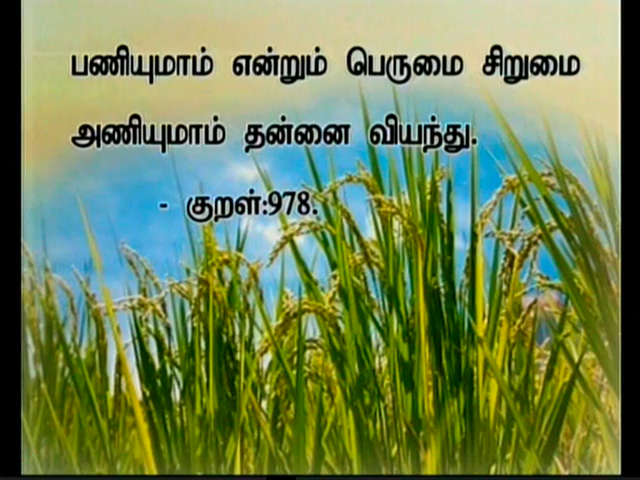 பணியுமாம் என்றும் பெருமை சிறுமை
அணியுமாம் தன்னை வியந்து.
- குறள்:978.